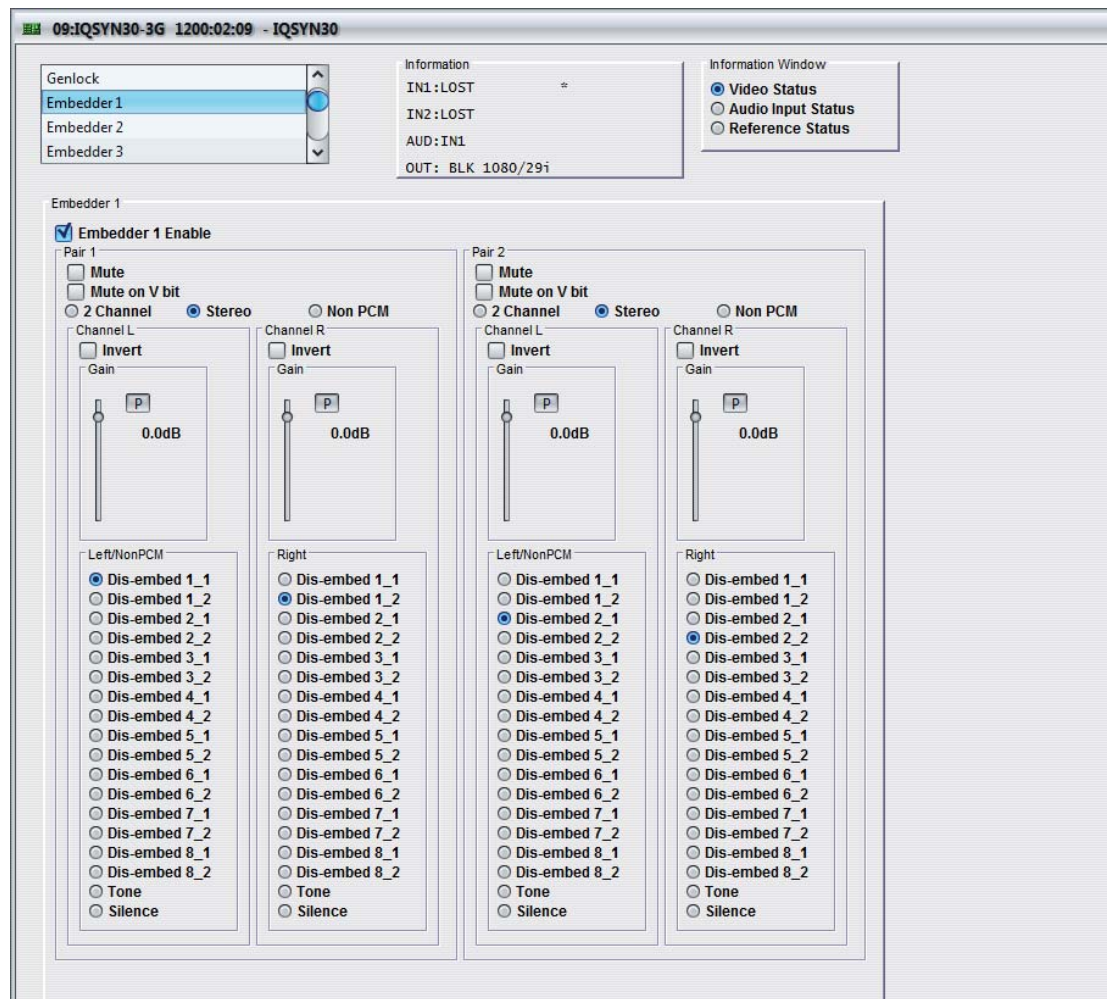 09:IQSYN30-3G 1200:02:09 - IQSYN30
Genlock
Embedder 1
Embedder 2
Embedder 3
Information
IN1:LOST *
IN2:LOST
AUD:IN1
OUT: BLK 1080/29i
Information Window
Video Status
Audio Input Status
Reference Status
Embedder 1
Embedder 1 Enable
Pair 1
Mute
Mute on V bit
2 Channel Stereo Non PCM
Channel L
Invert
Gain
P
0.0dB
Left/NonPCM
Dis-embed 1_1
Dis-embed 1_2
Dis-embed 2_1
Dis-embed 2_2
Dis-embed 3_1
Dis-embed 3_2
Dis-embed 4_1
Dis-embed 4_2
Dis-embed 5_1
Dis-embed 5_2
Dis-embed 6_1
Dis-embed 6_2
Dis-embed 7_1
Dis-embed 7_2
Dis-embed 8_1
Dis-embed 8_2
Tone
Silence
Channel R
Invert
Gain
P
0.0dB
Right
Dis-embed 1_1
Dis-embed 1_2
Dis-embed 2_1
Dis-embed 2_2
Dis-embed 3_1
Dis-embed 3_2
Dis-embed 4_1
Dis-embed 4_2
Dis-embed 5_1
Dis-embed 5_2
Dis-embed 6_1
Dis-embed 6_2
Dis-embed 7_1
Dis-embed 7_2
Dis-embed 8_1
Dis-embed 8_2
Tone
Silence
Pair 2
Mute
Mute on V bit
2 Channel Stereo Non PCM
Channel L
Invert
Gain
P
0.0dB
Left/NonPCM
Dis-embed 1_1
Dis-embed 1_2
Dis-embed 2_1
Dis-embed 2_2
Dis-embed 3_1
Dis-embed 3_2
Dis-embed 4_1
Dis-embed 4_2
Dis-embed 5_1
Dis-embed 5_2
Dis-embed 6_1
Dis-embed 6_2
Dis-embed 7_1
Dis-embed 7_2
Dis-embed 8_1
Dis-embed 8_2
Tone
Silence
Channel R
Invert
Gain
P
0.0dB
Right
Dis-embed 1_1
Dis-embed 1_2
Dis-embed 2_1
Dis-embed 2_2
Dis-embed 3_1
Dis-embed 3_2
Dis-embed 4_1
Dis-embed 4_2
Dis-embed 5_1
Dis-embed 5_2
Dis-embed 6_1
Dis-embed 6_2
Dis-embed 7_1
Dis-embed 7_2
Dis-embed 8_1
Dis-embed 8_2
Tone
Silence